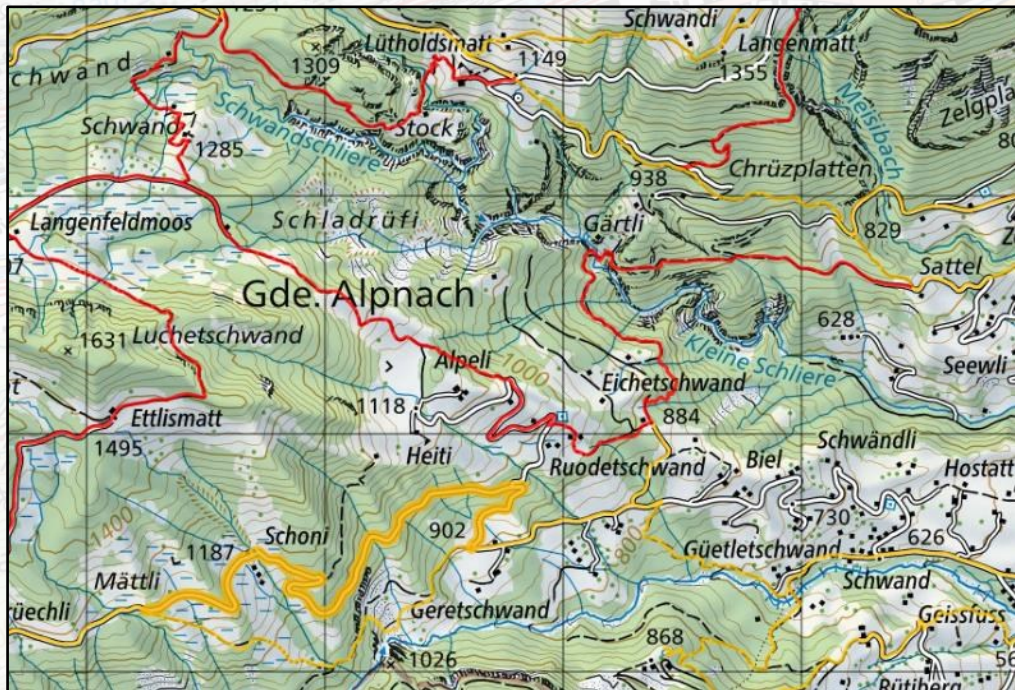 Schwandi
Lütholdsmatt
Langenmatt
chwand
1309
1149
1355
Meisibach
Zelgpla
Schwandschliere
Stock
Schwand
1285
Chrüzplatten
938
Schladrüfi
Gärtli
Langenfeldmoos
829
Sattel
Gde. Alpnach
628
1631
Luchetschwand
Kleine Schliere
Seewli
Alpeli
1000
Eichetschwand
1118
884
Ettlismatt
1495
Heiti
Ruodetschwand
Biel
Schwändli
Hostatt
1400
Schoni
902
730
626
1187
800
Güetletschwand
Mättli
Schwand
rüechli
Geretschwand
Geissfuss
868
1026
Rütiberg